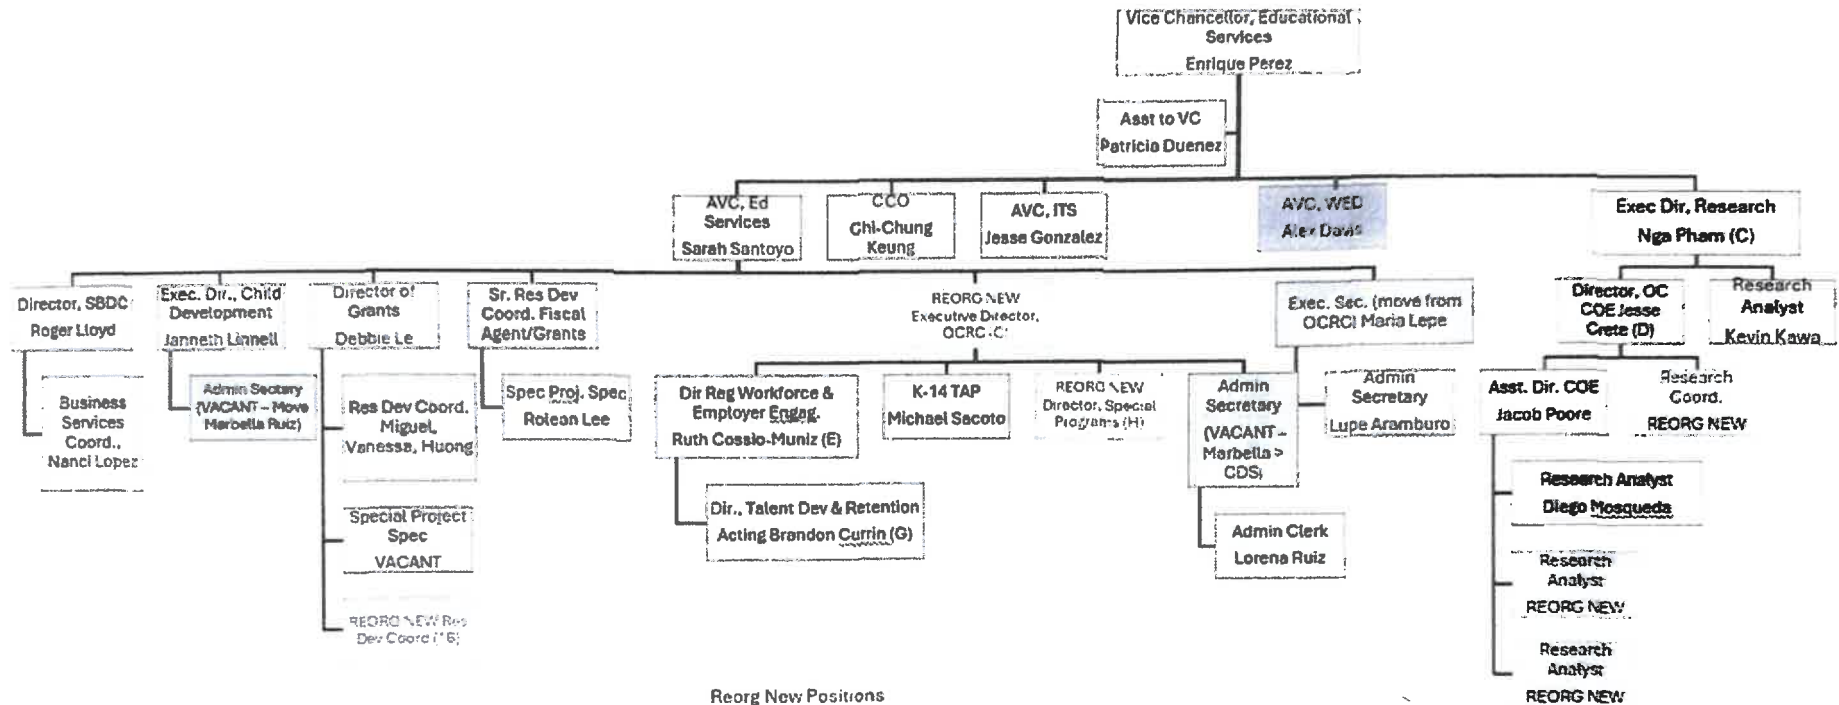 Vice Chancellor, Educational
Services
Enrique Perez
Asst to VC
Patricia Duenez
AVC, Ed
Services
Sarah Santoyo
CCO
Chi-Chung
Keung
AVC, ITS
Jesse Gonzalez
AVC, WED
Alex Davis
Exec Dir, Research
Nga Pham (C)
Director, SBDC
Roger Lloyd
Exec. Dir., Child
Development
Janneth Linnell
Director of
Grants
Debbie Le
Sr. Res Dev
Coord. Fiscal
Agent/Grants
REORG NEW
Executive Director,
OCRC
Exec. Sec. (move from
OCRC) Maria Lepe
Director, OC
COE Jesse
Crete (D)
Research
Analyst
Kevin Kawa
Business
Services
Coord.,
Nanci Lopez
Admin Sectary
(VACANT – Move
Marbella Ruiz)
Res Dev Coord.
Miguel,
Vanessa, Huong
Spec Proj. Spec
Rolean Lee
Dir Reg Workforce &
Employer Engag.
Ruth Cossio-Muniz (E)
K-14 TAP
Michael Sacoto
REORG NEW
Director, Special
Programs (H)
Admin
Secretary
(VACANT –
Marbella >
CDS)
Admin
Secretary
Lupe Aramburo
Asst. Dir. COE
Jacob Poore
Research
Coord.
REORG NEW
Special Project
Spec
VACANT
Dir., Talent Dev & Retention
Acting Brandon Currin (G)
Admin Clerk
Lorena Ruiz
Research Analyst
Diego Mosqueda
REORG NEW Res
Dev Coord
Research
Analyst
REORG NEW
Research
Analyst
REORG NEW
Reorg New Positions